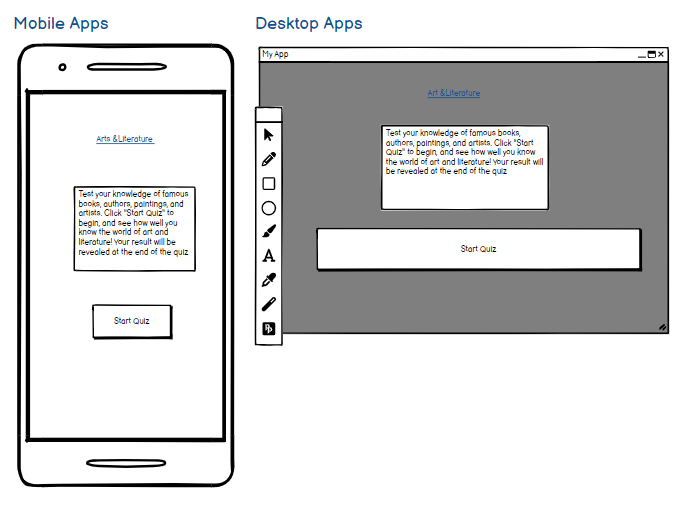 Mobile Apps
Arts & Literature
Test your knowledge of famous
books, authors, paintings, and
artists. Click "Start Quiz" to
begin, and see how well you
know the world of art and
literature! Your result will be
revealed at the end of the quiz
Start Quiz
Desktop Apps
My App
Art & Literature
Test your knowledge of famous books,
authors, paintings, and artists. Click "Start
Quiz" to begin, and see how well you know
the world of art and literature! Your result will
be revealed at the end of the quiz
A
Start Quiz